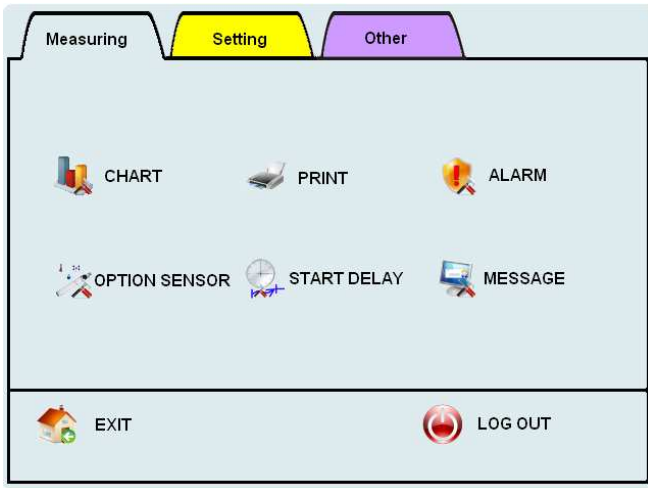 Measuring Setting Other
CHART PRINT ALARM
OPTION SENSOR START DELAY MESSAGE
EXIT LOG OUT